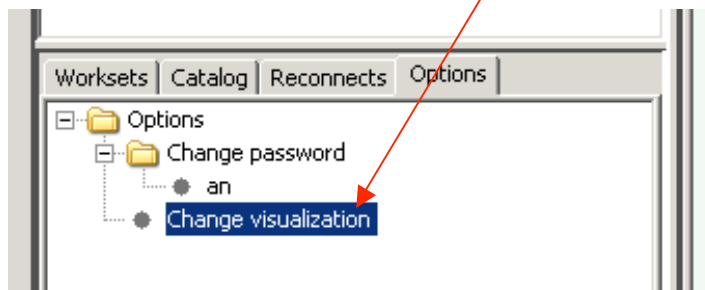 Worksets Catalog Reconnects Options
Options
Change password
an
Change visualization